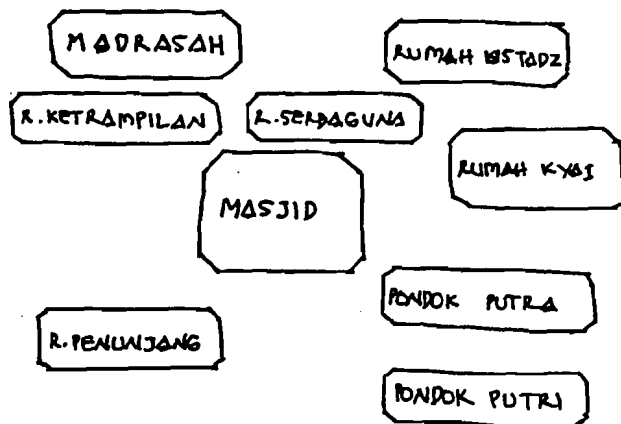 MADRASAH
RUMAH USTADZ
R.KETRAMPILAN
R.SERBAGUNA
RUMAH KYAI
MASJID
PONDOK PUTRA
R.PENUNJANG
PONDOK PUTRI